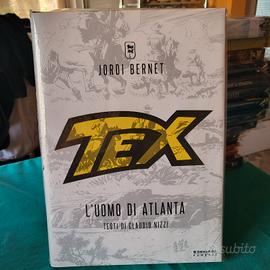 JORDI BERNET
TEX
L'UOMO DI ATLANTA
TESTI DI CLAUDIO NIZZI
subito